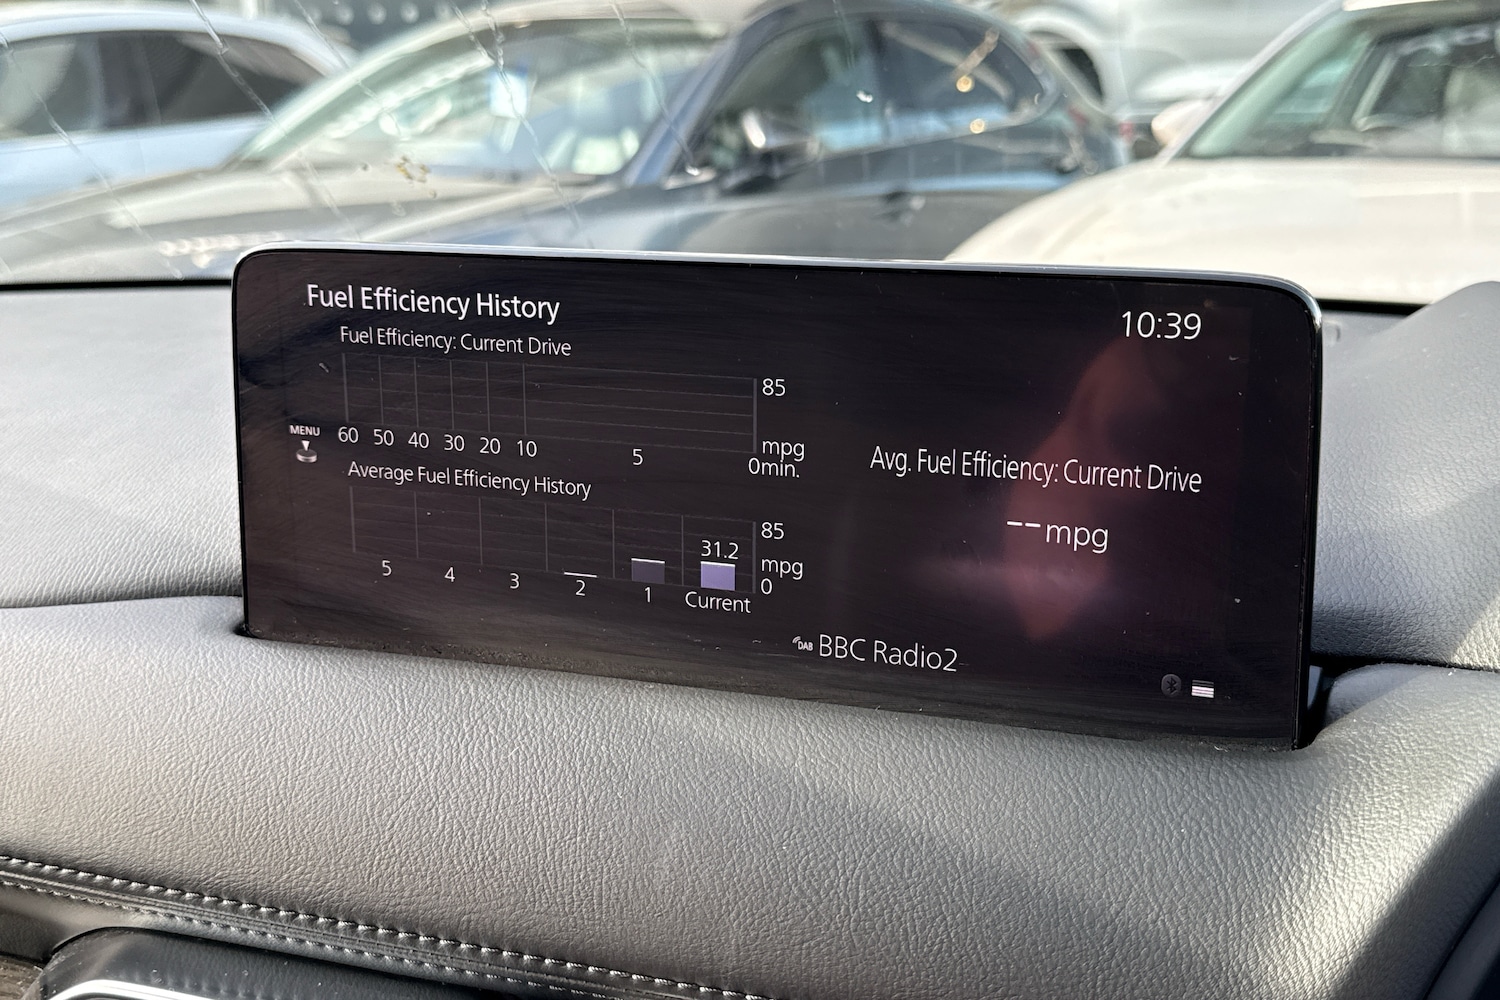 Fuel Efficiency History
10:39
Fuel Efficiency: Current Drive
85
mpg
60 50 40 30 20 10 5 0min.
MENU
Average Fuel Efficiency History
85
31.2
mpg
0
5 4 3 2 1 Current
Avg. Fuel Efficiency: Current Drive
--mpg
DAB BBC Radio2